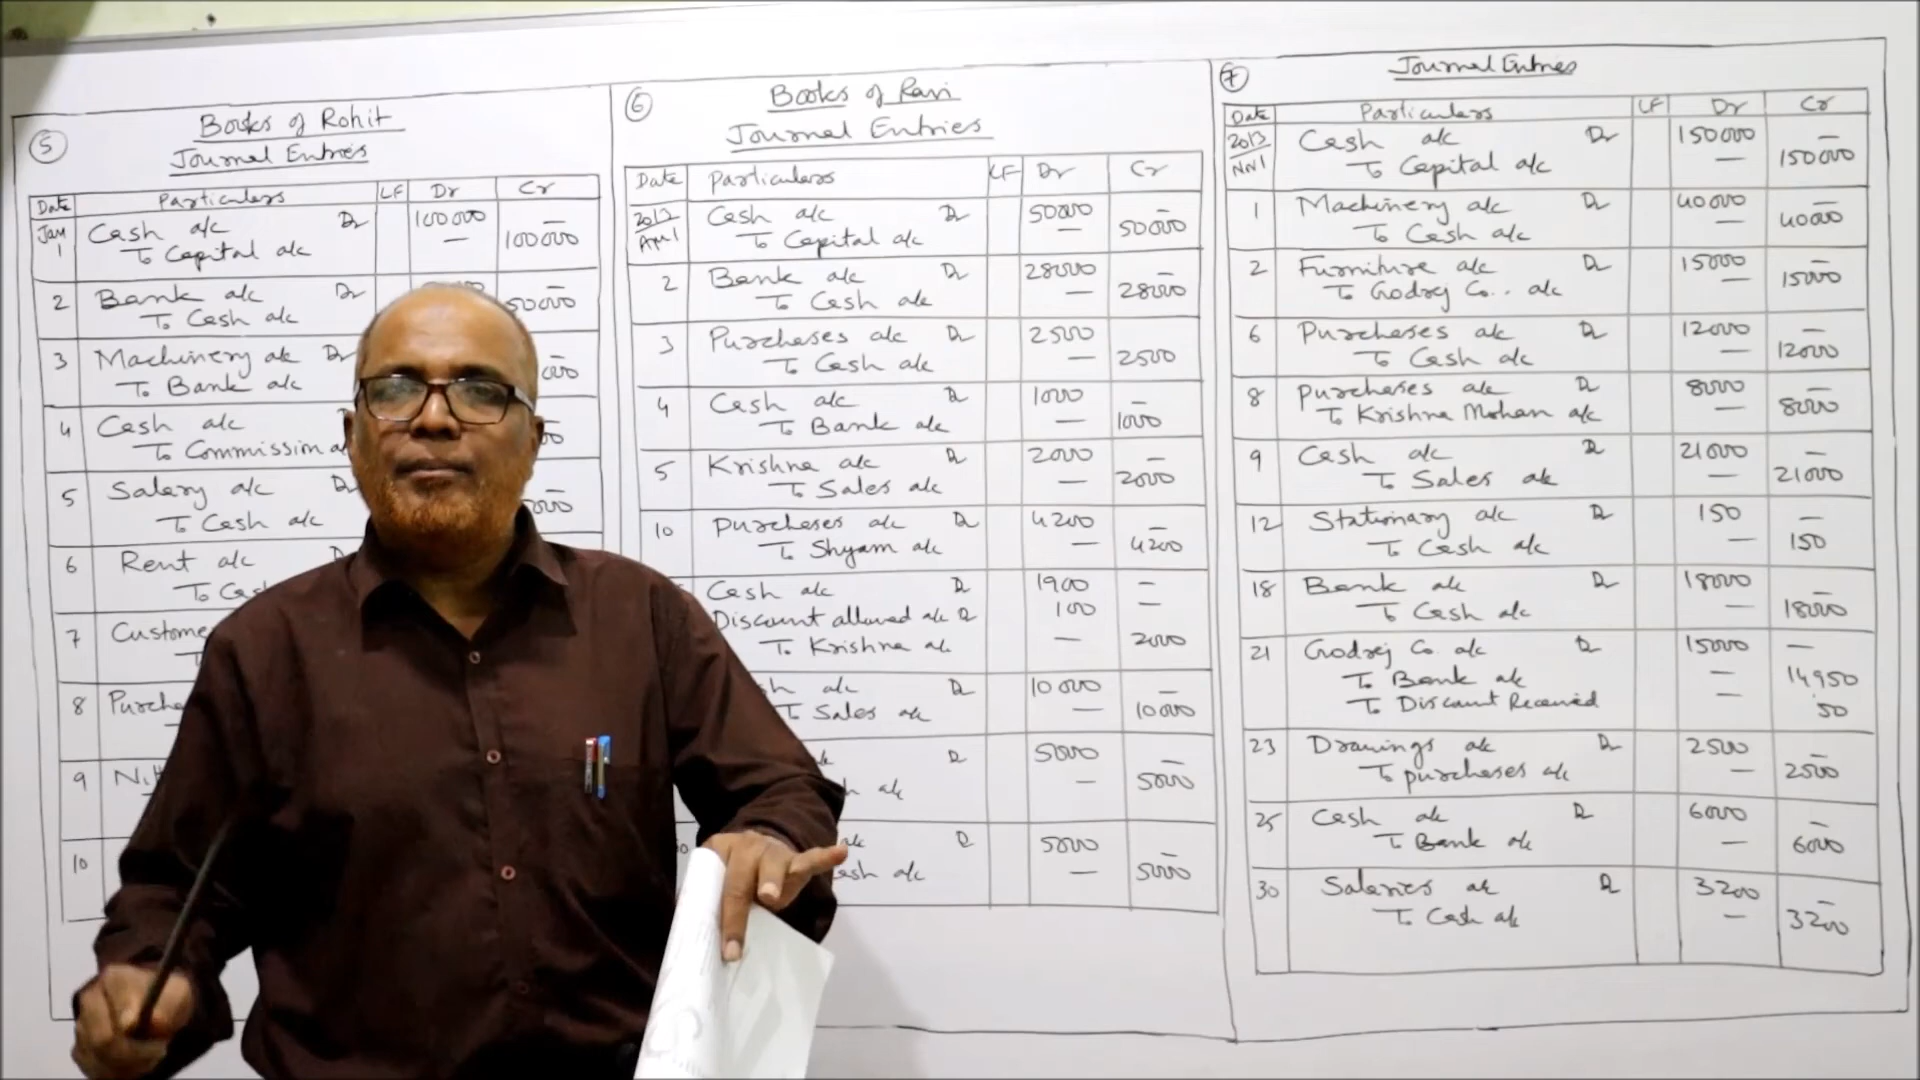 5
Books of Rohit
Journal Entries
Date Particulars LF Dr Cr
Jan 1 Cash a/c Dr 100000 —
To Capital a/c — 100000
2 Bank a/c Dr —
To Cash a/c 50000
3 Machinery a/c Dr
To Bank a/c
4 Cash a/c
To Commission
5 Salary a/c
To Cash a/c
6 Rent a/c
To
7
8
9
10
6
Books of Ravi
Journal Entries
Date Particulars LF Dr Cr
Cash a/c Dr 50000 —
To Capital a/c — 50000
2 Bank a/c Dr 28000 —
To Cash a/c — 28000
3 Purchases a/c Dr 2500 —
To Cash a/c — 2500
4 Cash a/c Dr 1000 —
To Bank a/c — 1000
5 Krishna a/c Dr 2000 —
To Sales a/c — 2000
10 Purchases a/c Dr 4200 —
To Shyam a/c — 4200
Cash a/c Dr 1900 —
Discount allowed a/c Dr 100 —
To Krishna a/c — 2000
a/c Dr 10000 —
To Sales a/c — 10000
Dr 5000 —
a/c — 5000
a/c Dr 5000 —
a/c — 5000
7
Journal Entries
Date Particulars LF Dr Cr
2013 Nov 1 Cash a/c Dr 150000 —
To Capital a/c — 150000
1 Machinery a/c Dr 40000 —
To Cash a/c — 40000
2 Furniture a/c Dr 15000 —
To Godrej Co.. a/c — 15000
6 Purchases a/c Dr 12000 —
To Cash a/c — 12000
8 Purchases a/c Dr 8000 —
To Krishna Mohan a/c — 8000
9 Cash a/c Dr 21000 —
To Sales a/c — 21000
12 Stationary a/c Dr 150 —
To Cash a/c — 150
18 Bank a/c Dr 18000 —
To Cash a/c — 18000
21 Godrej Co. a/c Dr 15000 —
To Bank a/c — 14950
To Discount Received — 50
23 Drawings a/c Dr 2500 —
To purchases a/c — 2500
25 Cash a/c Dr 6000 —
To Bank a/c — 6000
30 Salaries a/c Dr 3200 —
To Cash a/c — 3200